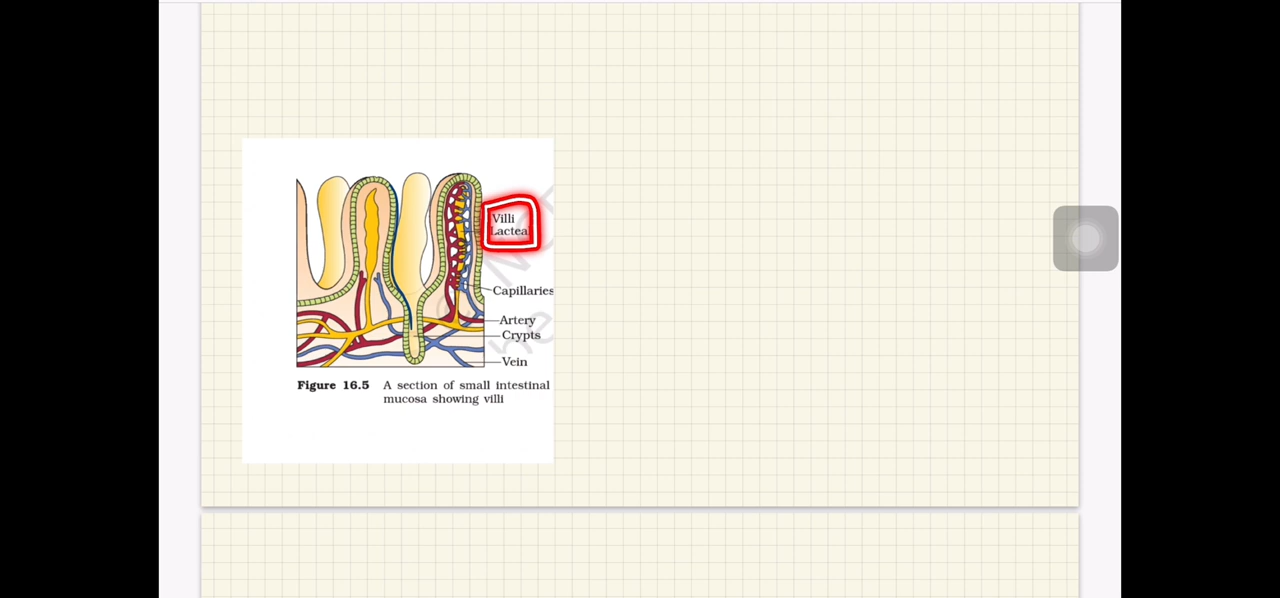 Villi
Lacteal
Capillaries
Artery
Crypts
Vein
Figure 16.5 A section of small intestinal
mucosa showing villi